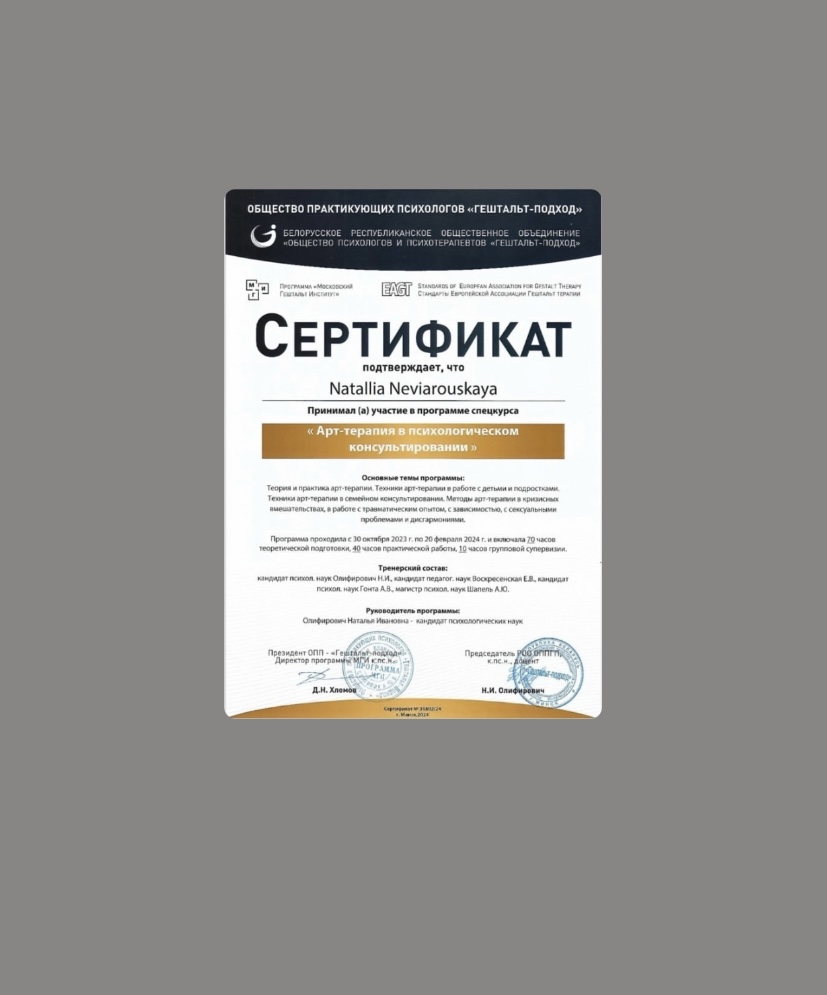 ОБЩЕСТВО ПРАКТИКУЮЩИХ ПСИХОЛОГОВ «ГЕШТАЛЬТ-ПОДХОД»
БЕЛОРУССКОЕ РЕСПУБЛИКАНСКОЕ ОБЩЕСТВЕННОЕ ОБЪЕДИНЕНИЕ
«ОБЩЕСТВО ПСИХОЛОГОВ И ПСИХОТЕРАПЕВТОВ «ГЕШТАЛЬТ-ПОДХОД»
МГИ
ПРОГРАММА «МОСКОВСКИЙ
ГЕШТАЛЬТ ИНСТИТУТ»
EAGT
STANDARDS OF EUROPEAN ASSOCIATION FOR GESTALT THERAPY
СТАНДАРТЫ ЕВРОПЕЙСКОЙ АССОЦИАЦИИ ГЕШТАЛЬТ ТЕРАПИИ
СЕРТИФИКАТ
подтверждает, что
Natallia Neviarouskaya
Принимал (а) участие в программе спецкурса
« Арт-терапия в психологическом
консультировании »
Основные темы программы:
Теория и практика арт-терапии. Техники арт-терапии в работе с детьми и подростками.
Техники арт-терапии в семейном консультировании. Методы арт-терапии в кризисных
вмешательствах, в работе с травматическим опытом, с зависимостью, с сексуальными
проблемами и дисгармониями.
Программа проходила с 30 октября 2023 г. по 20 февраля 2024 г. и включала 70 часов
теоретической подготовки, 40 часов практической работы, 10 часов групповой супервизии.
Тренерский состав:
кандидат психол. наук Олифирович Н.И., кандидат педагог. наук Воскресенская Е.В., кандидат
психол. наук Гонта А.В., магистр психол. наук Шапель А.Ю.
Руководитель программы:
Олифирович Наталья Ивановна - кандидат психологических наук
Президент ОПП - «Гештальт-подход»
Директор программы МГИ к.пс.н.
Д.Н. Хломов
ПРОГРАММА
МГИ
Председатель РОО
к.пс.н., доцент
Н.И. Олифирович
Сертификат №
г. Минск 2024